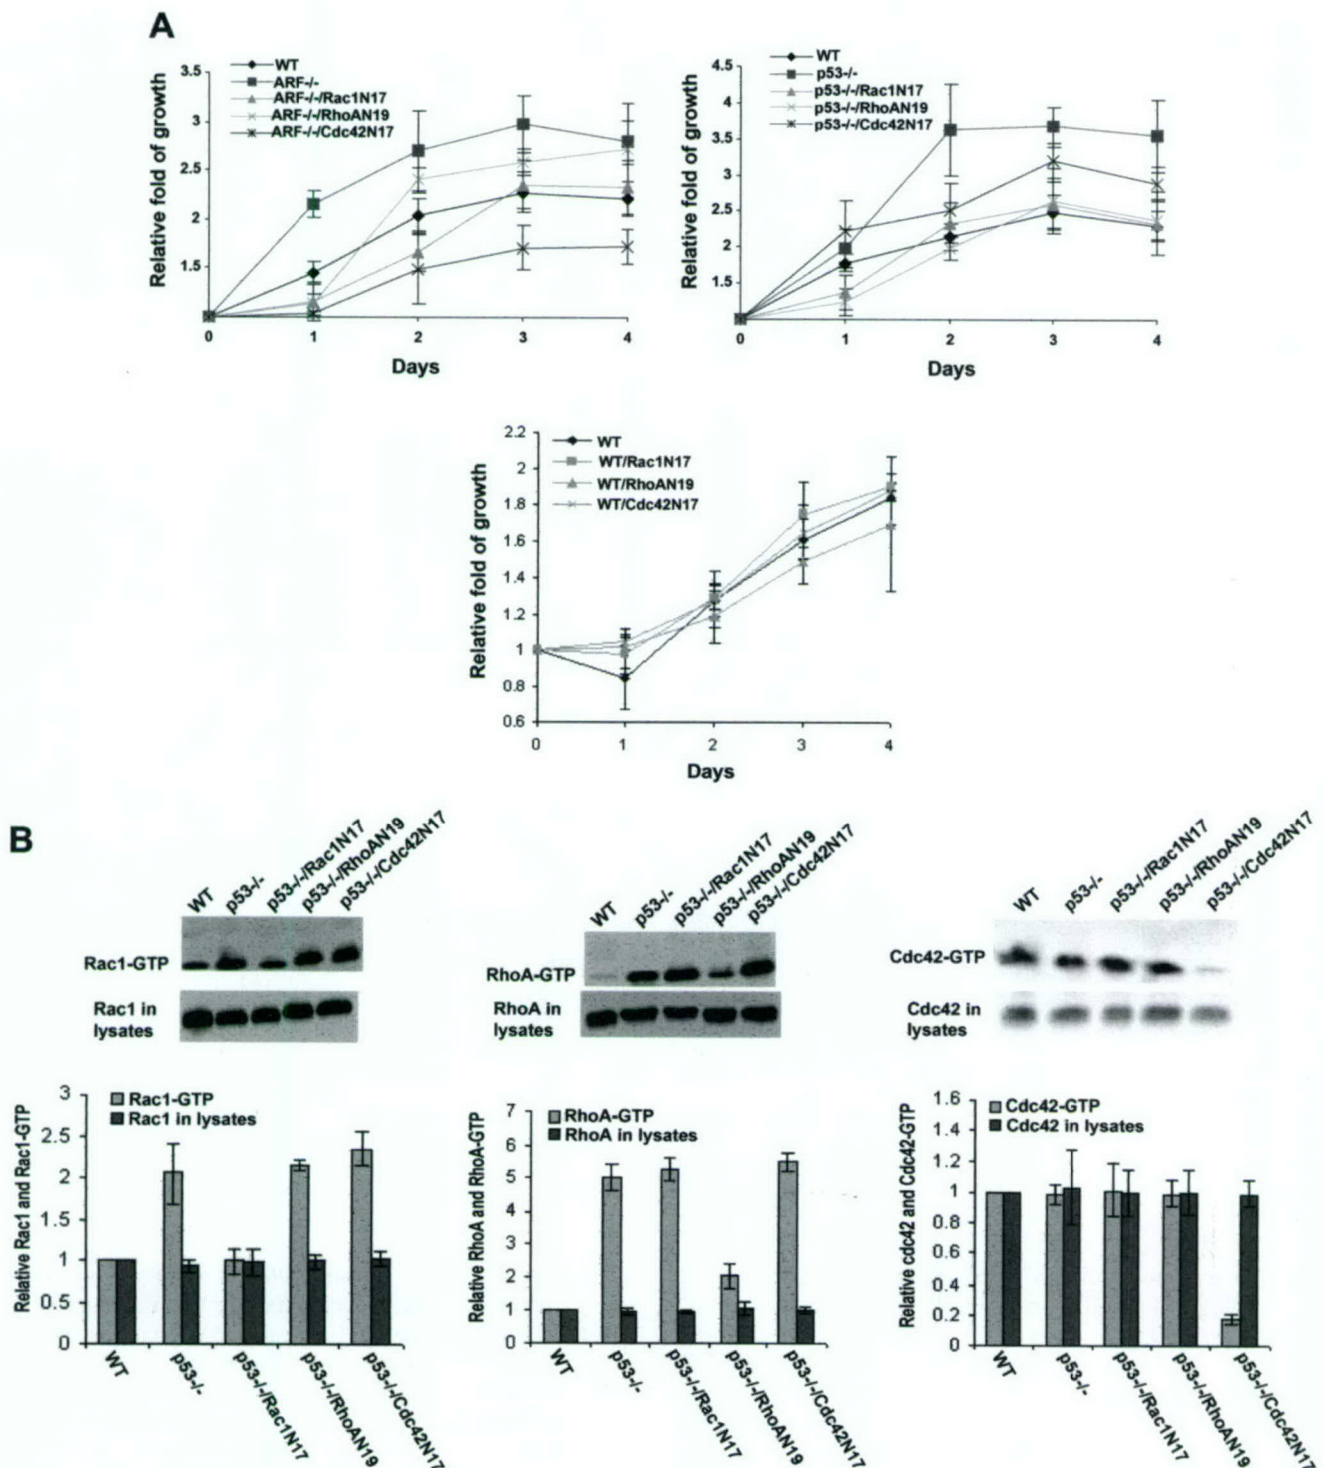 A
Relative fold of growth
3.5
3
2.5
2
1.5
WT
ARF-/-
ARF-/-/Rac1N17
ARF-/-/RhoAN19
ARF-/-/Cdc42N17
0 1 2 3 4
Days
Relative fold of growth
4.5
4
3.5
3
2.5
2
1.5
WT
p53-/-
p53-/-/Rac1N17
p53-/-/RhoAN19
p53-/-/Cdc42N17
0 1 2 3 4
Days
Relative fold of growth
2.2
2
1.8
1.6
1.4
1.2
1
0.8
0.6
WT
WT/Rac1N17
WT/RhoAN19
WT/Cdc42N17
0 1 2 3 4
Days
B
WT
p53-/-
p53-/-/Rac1N17
p53-/-/RhoAN19
p53-/-/Cdc42N17
Rac1-GTP
Rac1 in
lysates
WT
p53-/-
p53-/-/Rac1N17
p53-/-/RhoAN19
p53-/-/Cdc42N17
RhoA-GTP
RhoA in
lysates
WT
p53-/-
p53-/-/Rac1N17
p53-/-/RhoAN19
p53-/-/Cdc42N17
Cdc42-GTP
Cdc42 in
lysates
Relative Rac1 and Rac1-GTP
3
2.5
2
1.5
1
0.5
0
Rac1-GTP
Rac1 in lysates
WT
p53-/-
p53-/-/Rac1N17
p53-/-/RhoAN19
p53-/-/Cdc42N17
Relative RhoA and RhoA-GTP
7
6
5
4
3
2
1
0
RhoA-GTP
RhoA in lysates
WT
p53-/-
p53-/-/Rac1N17
p53-/-/RhoAN19
p53-/-/Cdc42N17
Relative cdc42 and Cdc42-GTP
1.6
1.4
1.2
1
0.8
0.6
0.4
0.2
0
Cdc42-GTP
Cdc42 in lysates
WT
p53-/-
p53-/-/Rac1N17
p53-/-/RhoAN19
p53-/-/Cdc42N17